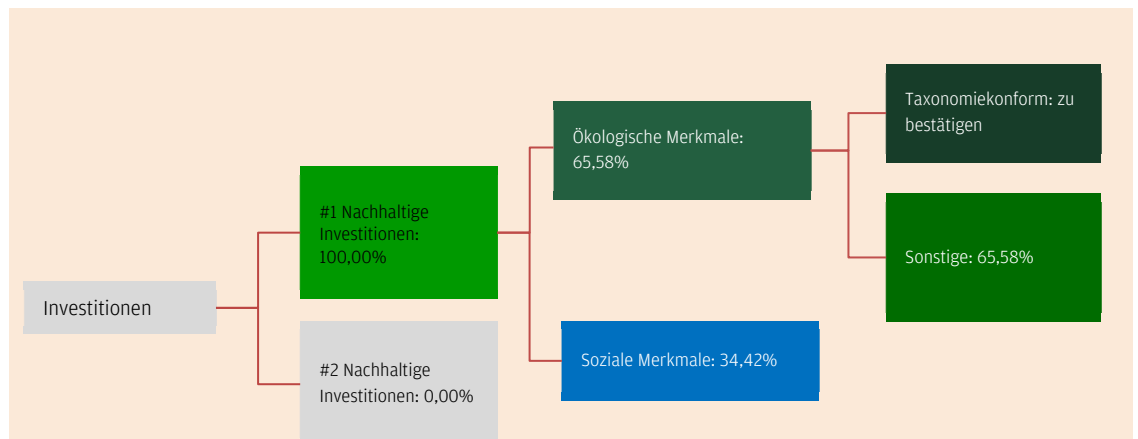 Investitionen
#1 Nachhaltige
Investitionen:
100,00%
#2 Nachhaltige
Investitionen: 0,00%
Ökologische Merkmale:
65,58%
Soziale Merkmale: 34,42%
Taxonomiekonform: zu
bestätigen
Sonstige: 65,58%